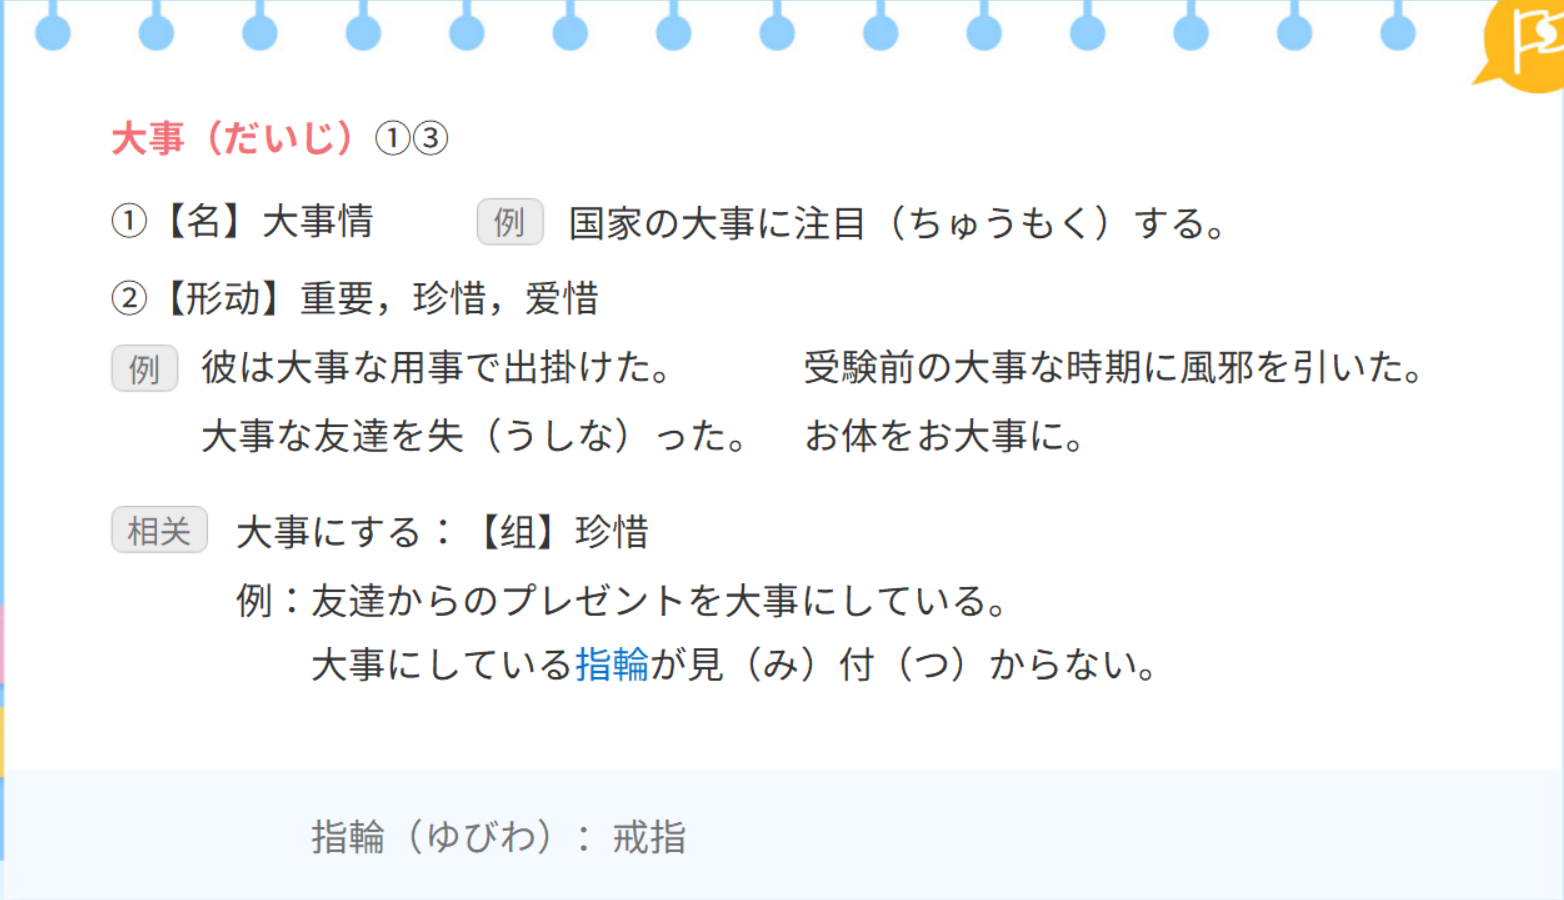 大事（だいじ）①③
①【名】大事情 例 国家の大事に注目（ちゅうもく）する。
②【形动】重要，珍惜，爱惜
例 彼は大事な用事で出掛けた。 受験前の大事な時期に風邪を引いた。
大事な友達を失（うしな）った。 お体をお大事に。
相关 大事にする：【组】珍惜
例：友達からのプレゼントを大事にしている。
大事にしている指輪が見（み）付（つ）からない。
指輪（ゆびわ）：戒指